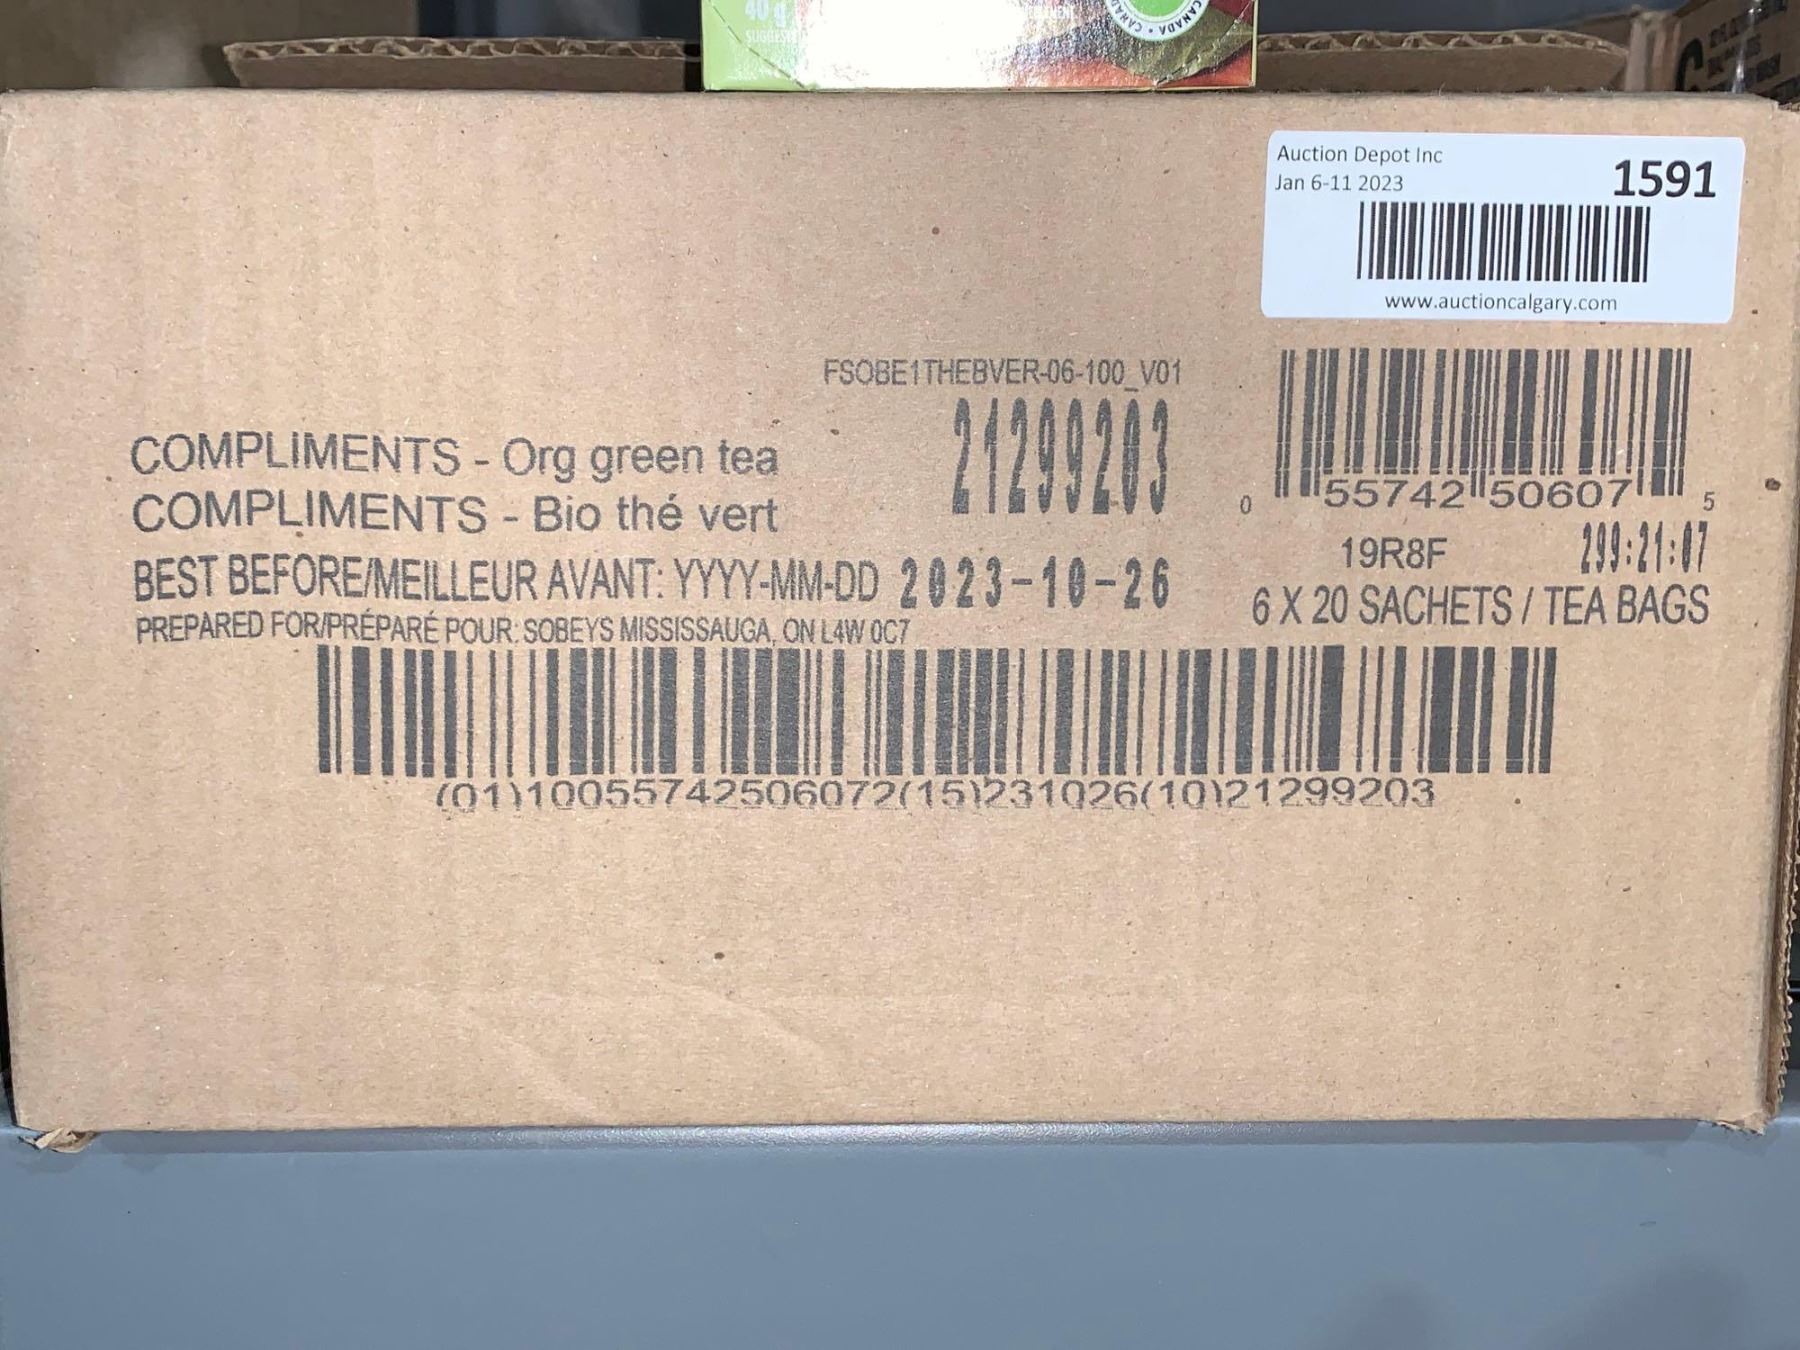 40 g
CANADA • CANADA
Auction Depot Inc
Jan 6-11 2023
1591
www.auctioncalgary.com
FSOBE1THEBVER-06-100_V01
21299203
COMPLIMENTS - Org green tea
COMPLIMENTS - Bio thé vert
0 55742 50607 5
19R8F 299:21:07
BEST BEFORE/MEILLEUR AVANT: YYYY-MM-DD 2023-10-26
6 X 20 SACHETS / TEA BAGS
PREPARED FOR/PRÉPARÉ POUR: SOBEYS MISSISSAUGA, ON L4W 0C7
(01)10055742506072(15)231026(10)21299203